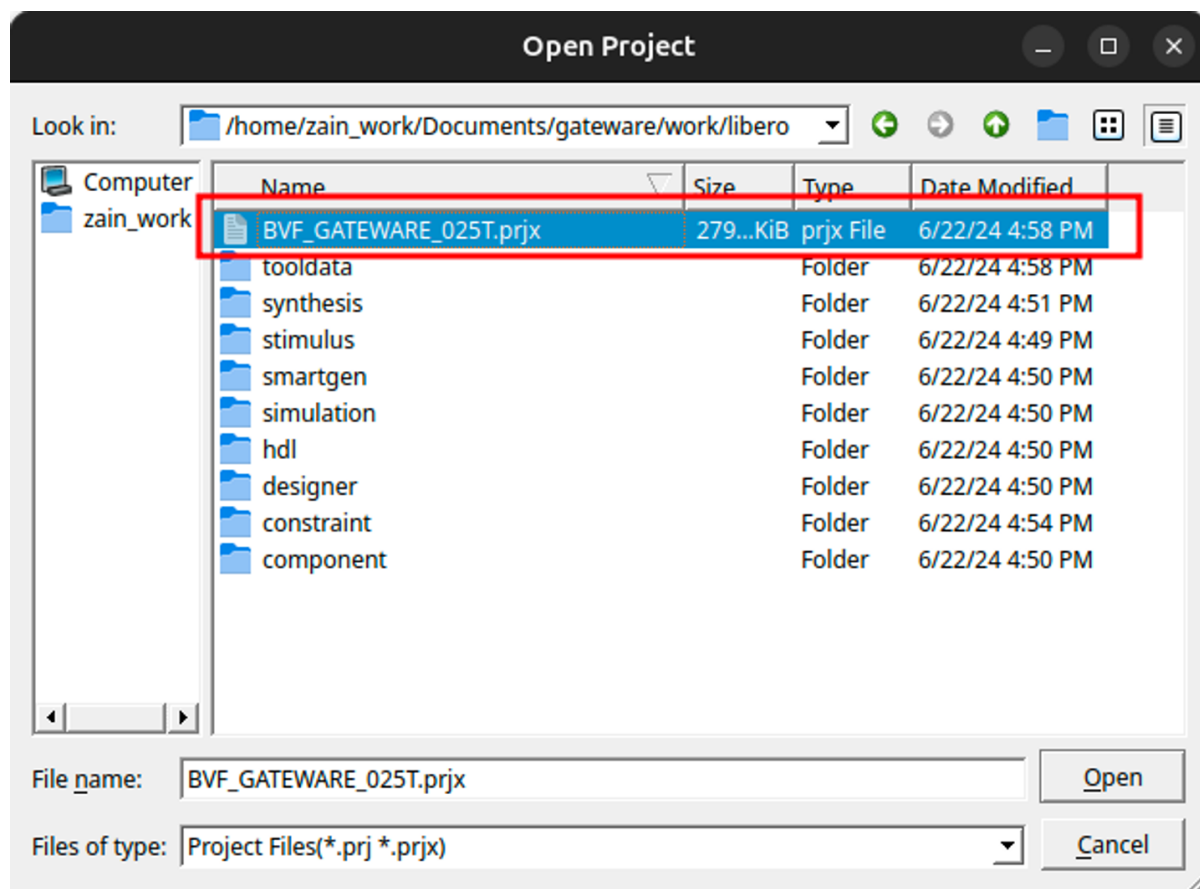 Open Project
Look in: /home/zain_work/Documents/gateware/work/libero
Computer
zain_work
Name Size Type Date Modified
BVF_GATEWARE_025T.prjx 279...KiB prjx File 6/22/24 4:58 PM
tooldata Folder 6/22/24 4:58 PM
synthesis Folder 6/22/24 4:51 PM
stimulus Folder 6/22/24 4:49 PM
smartgen Folder 6/22/24 4:50 PM
simulation Folder 6/22/24 4:50 PM
hdl Folder 6/22/24 4:50 PM
designer Folder 6/22/24 4:50 PM
constraint Folder 6/22/24 4:54 PM
component Folder 6/22/24 4:50 PM
File name: BVF_GATEWARE_025T.prjx Open
Files of type: Project Files(*.prj *.prjx) Cancel